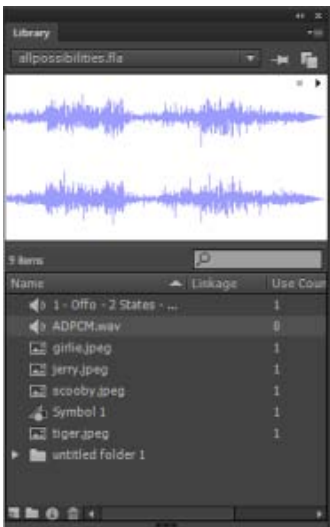 Library
allpossibilities.fla
9 items
Name Linkage Use Coun
1 - Offo - 2 States - ... 1
ADPCM.wav 0
girlie.jpeg 1
jerry.jpeg 1
scooby.jpeg 1
Symbol 1 1
tiger.jpeg 1
untitled folder 1